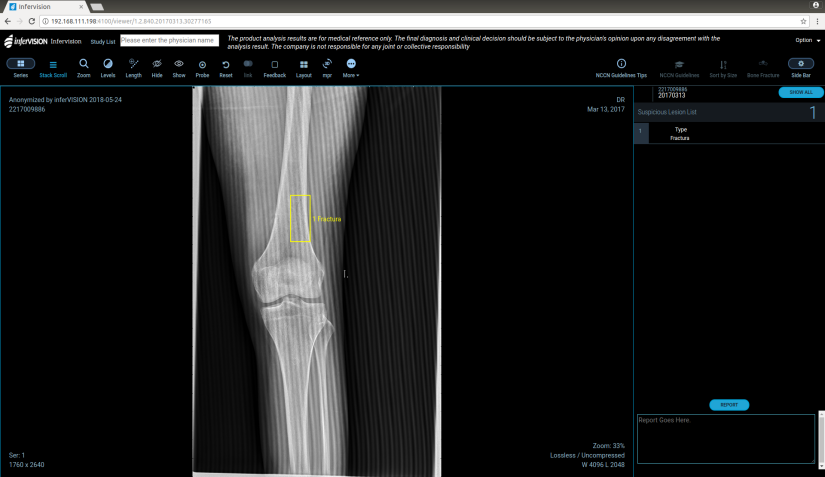 Infervision
192.168.111.198:4100/viewer/1.2.840.20170313.30277165
inferVISION Infervision Study List Please enter the physician name
The product analysis results are for medical reference only. The final diagnosis and clinical decision should be subject to the physician's opinion upon any disagreement with the
analysis result. The company is not responsible for any joint or collective responsibility
Option
Series Stack Scroll Zoom Levels Length Hide Show Probe Reset link Feedback Layout mpr More
NCCN Guidelines Tips NCCN Guidelines Sort by Size Bone Fracture Side Bar
Anonymized by inferVISION 2018-05-24
2217009886
DR
Mar 13, 2017
1 Fractura
Ser: 1
1760 x 2640
Zoom: 33%
Lossless / Uncompressed
W 4096 L 2048
2217009886
20170313
SHOW ALL
Suspicious Lesion List 1
1 Type
Fractura
REPORT
Report Goes Here.